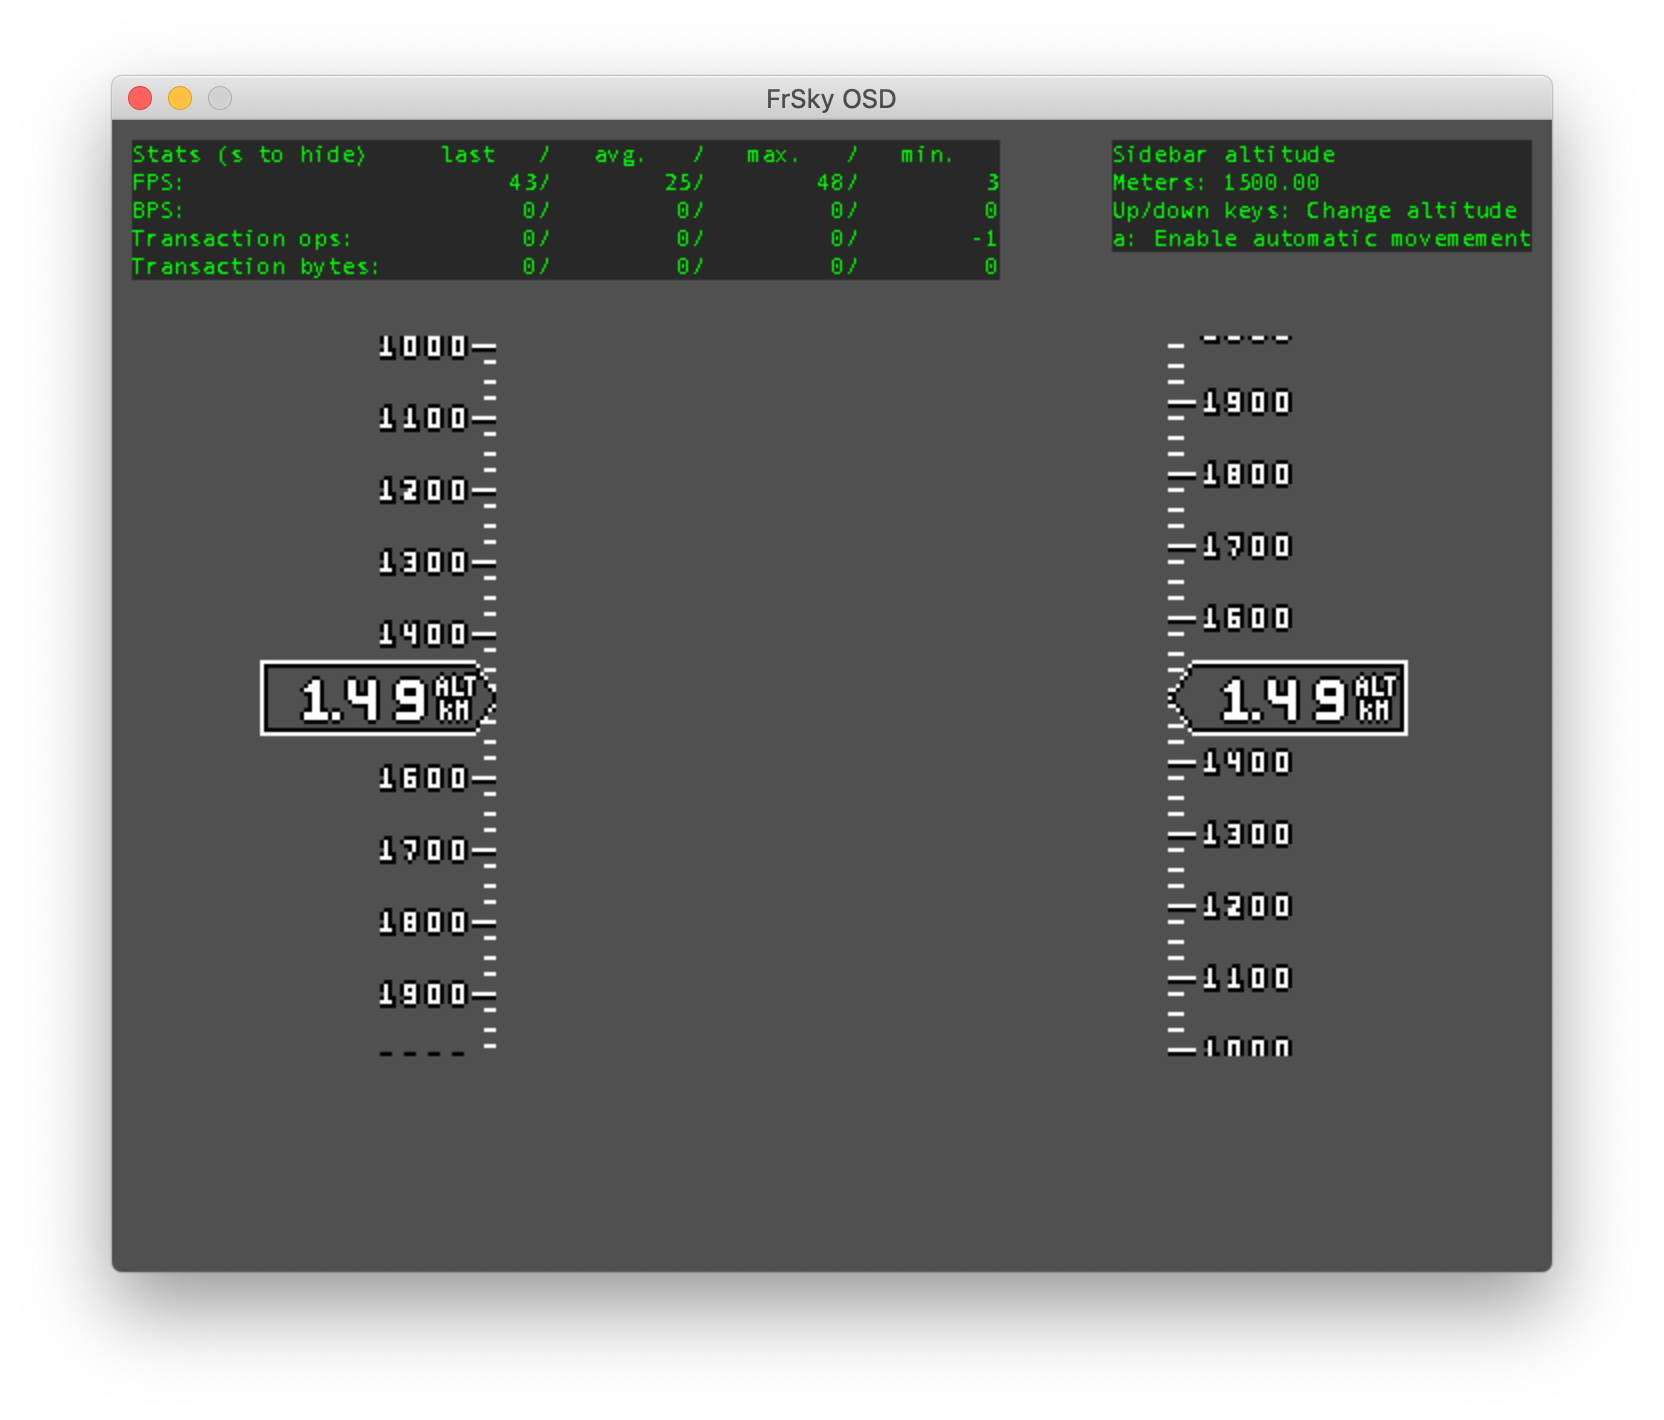 FrSky OSD
Stats (s to hide) last / avg. / max. / min.
FPS: 43/ 25/ 48/ 3
BPS: 0/ 0/ 0/ 0
Transaction ops: 0/ 0/ 0/ -1
Transaction bytes: 0/ 0/ 0/ 0
Sidebar altitude
Meters: 1500.00
Up/down keys: Change altitude
a: Enable automatic movemement
1000
1100
1200
1300
1400
1.49 ALT KM
1600
1700
1800
1900
1900
1800
1700
1600
1.49 ALT KM
1400
1300
1200
1100
1000